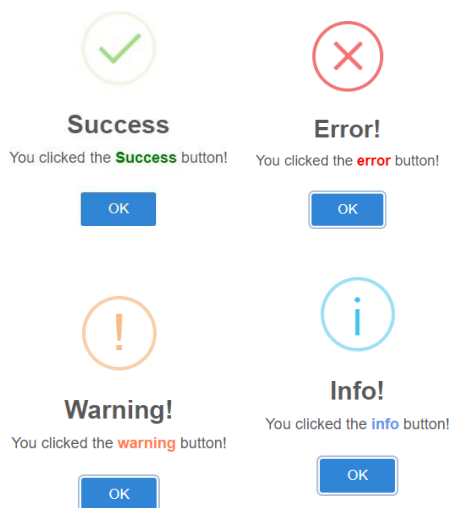 Success
You clicked the Success button!
OK
Error!
You clicked the error button!
OK
!
Warning!
You clicked the warning button!
OK
i
Info!
You clicked the info button!
OK